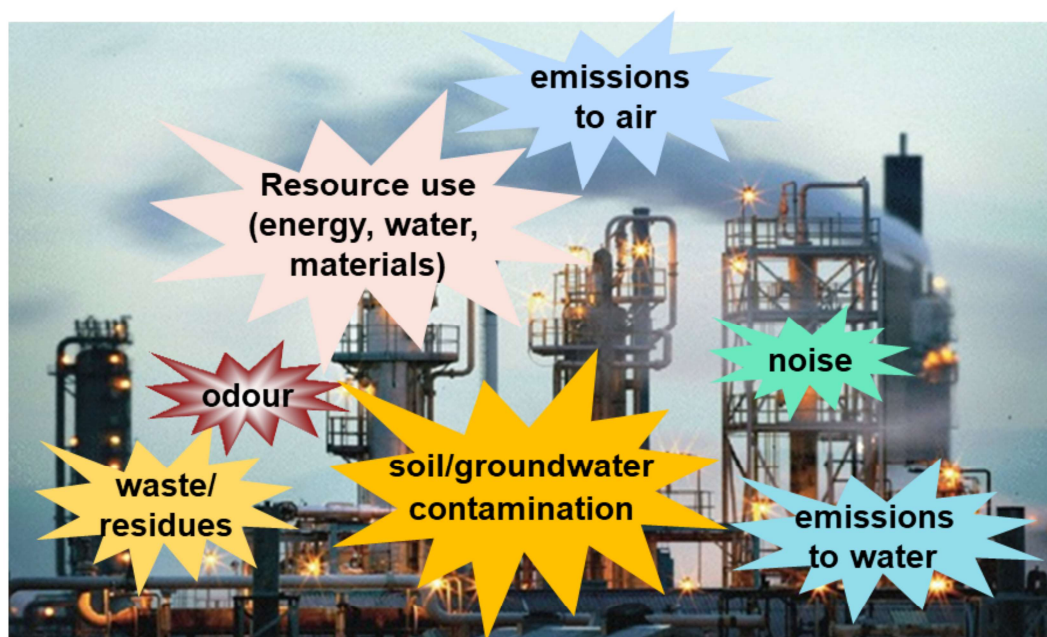 emissions
to air
Resource use
(energy, water,
materials)
noise
odour
soil/groundwater
contamination
waste/
residues
emissions
to water